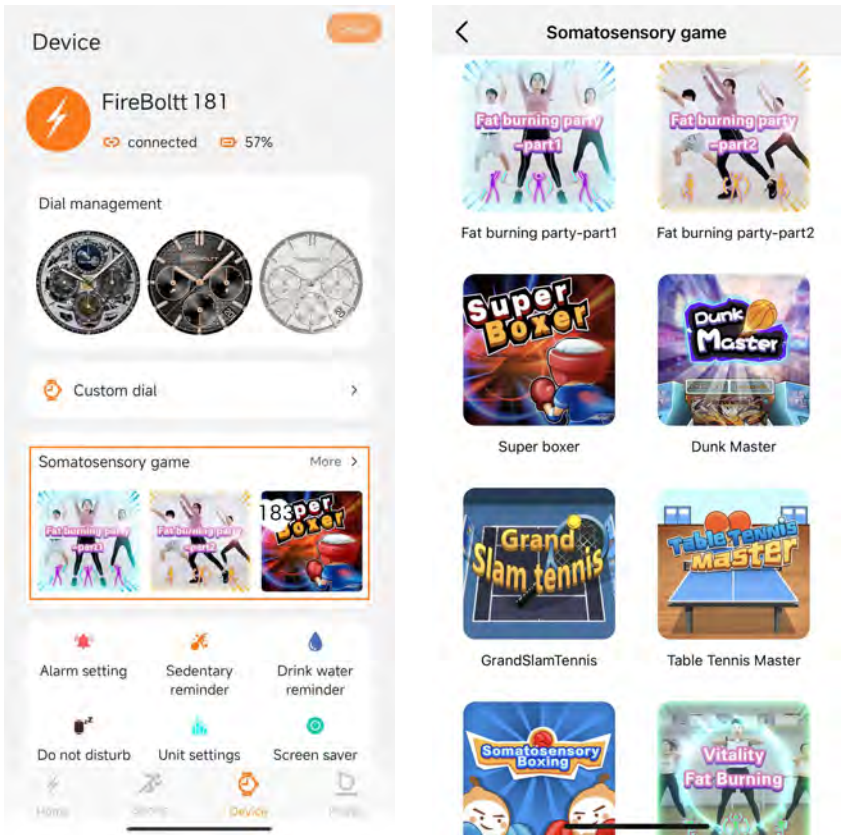 Device
FireBoltt 181
connected 57%
Dial management
Custom dial
Somatosensory game More
Fat burning party
-part1
Fat burning party
-part2
183
Super
Boxer
Alarm setting
Sedentary
reminder
Drink water
reminder
Do not disturb
Unit settings
Screen saver
Home
Sports
Device
Somatosensory game
Fat burning party
-part1
Fat burning party
-part2
Fat burning party-part1
Fat burning party-part2
Super
Boxer
Dunk
Master
Super boxer
Dunk Master
Grand
Slam tennis
Table Tennis
Master
GrandSlamTennis
Table Tennis Master
Somatosensory
Boxing
Vitality
Fat Burning